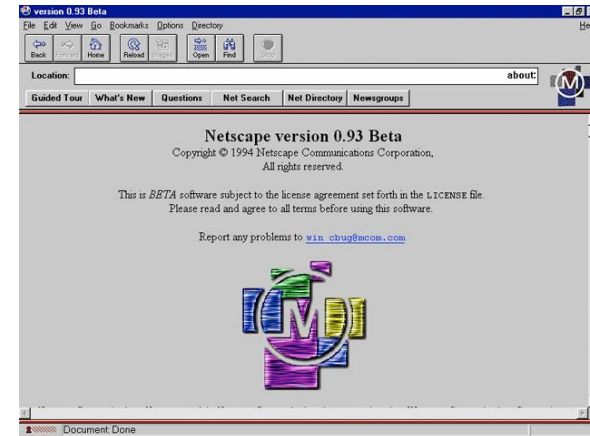 version 0.93 Beta
File Edit View Go Bookmarks Options Directory He
Back Forward Home Reload Images Open Find Stop
Location: about:
Guided Tour What's New Questions Net Search Net Directory Newsgroups
Netscape version 0.93 Beta
Copyright © 1994 Netscape Communications Corporation,
All rights reserved.
This is BETA software subject to the license agreement set forth in the LICENSE file.
Please read and agree to all terms before using this software.
Report any problems to win_cbug@mcom.com
M
M
Document: Done